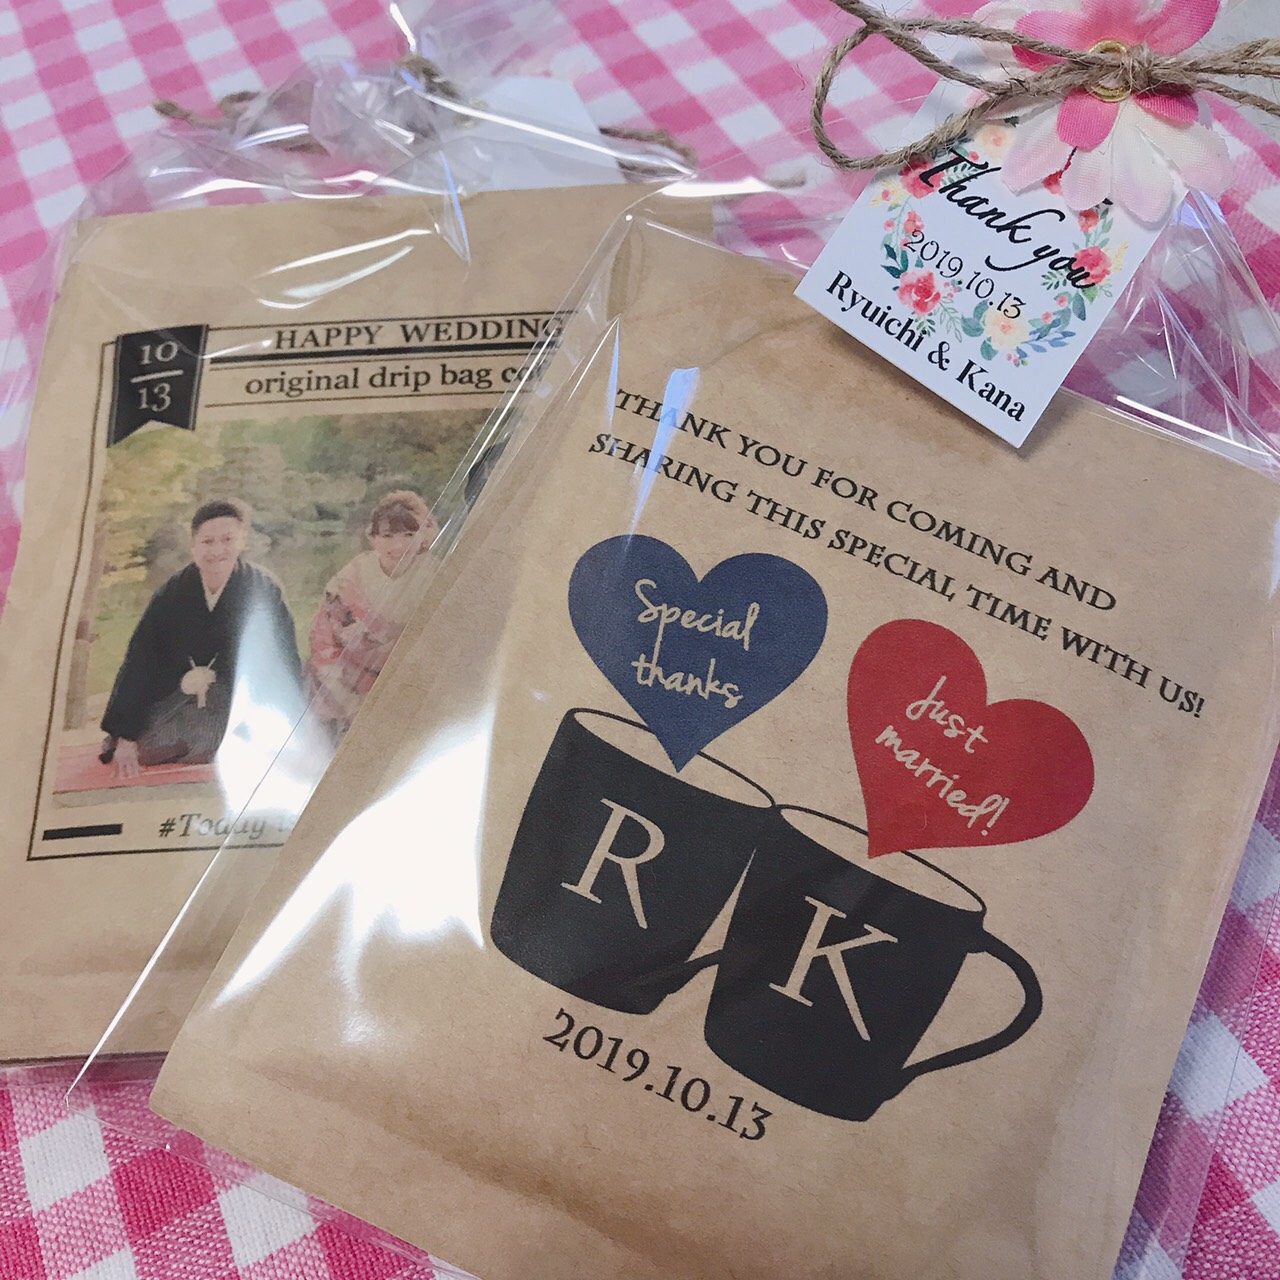 HAPPY WEDDING
10
13
original drip bag
#Today
Thank you
2019.10.13
Ryuichi & Kana
THANK YOU FOR COMING AND
SHARING THIS SPECIAL TIME WITH US!
Special
thanks
Just
married!
R
K
2019.10.13